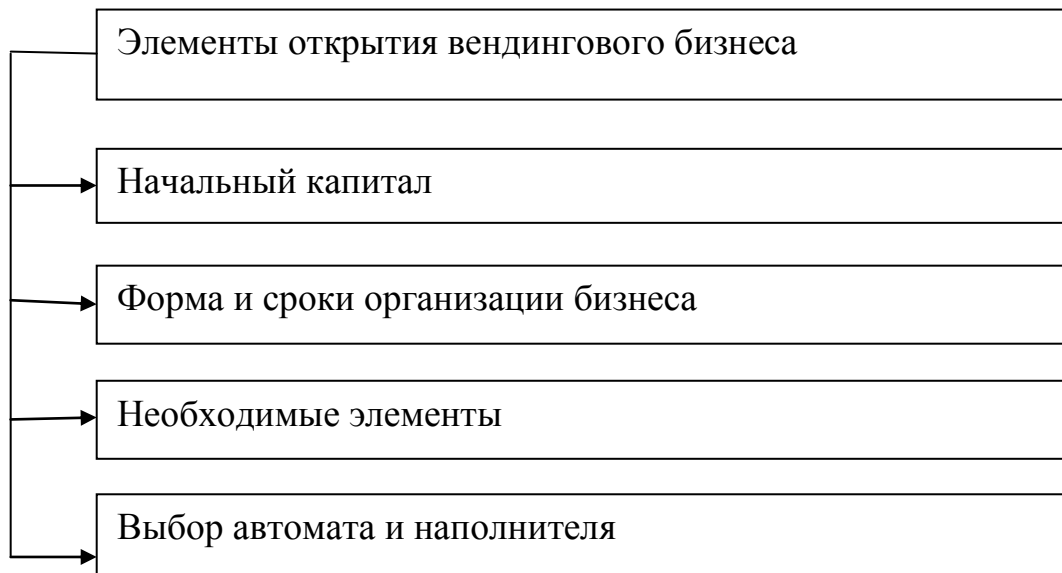 Элементы открытия вендингового бизнеса
Начальный капитал
Форма и сроки организации бизнеса
Необходимые элементы
Выбор автомата и наполнителя